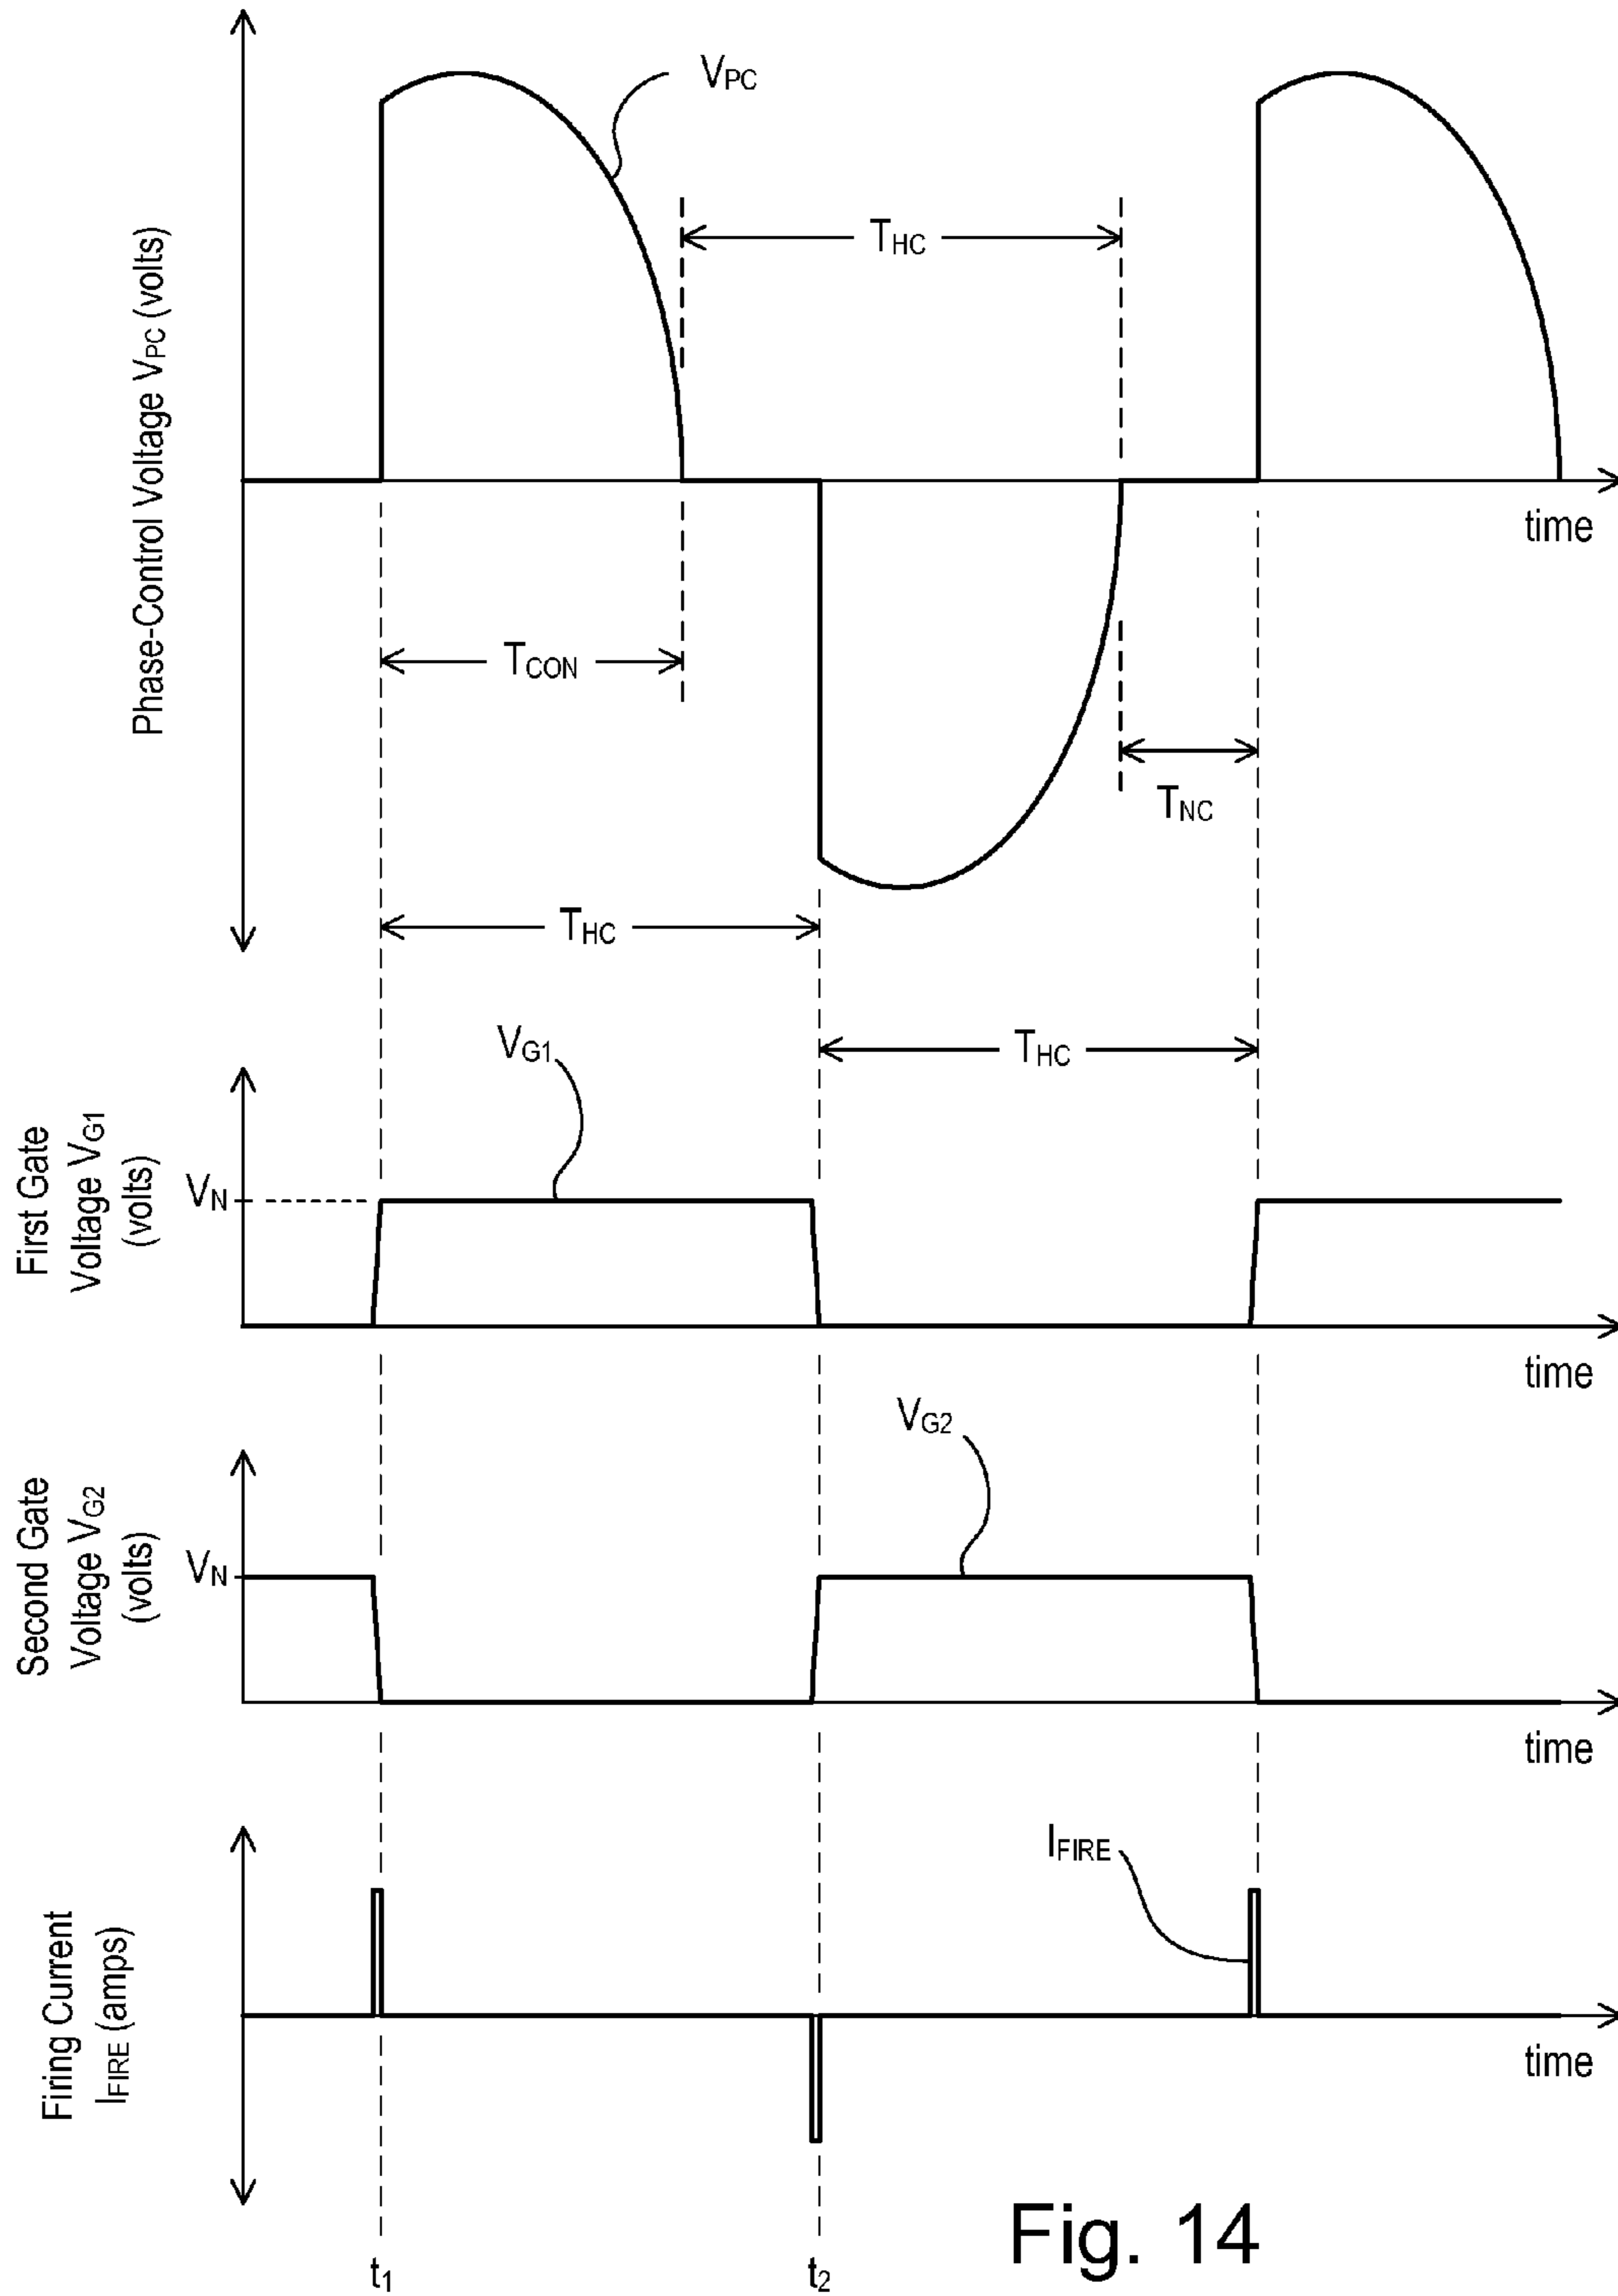 Phase-Control Voltage VPC (volts)
VPC
THC
time
TCON
TNC
THC
THC
First Gate
Voltage VG1
(volts)
VG1
VN
time
Second Gate
Voltage VG2
(volts)
VG2
VN
time
Firing Current
IFIRE (amps)
IFIRE
time
t1
t2
Fig. 14